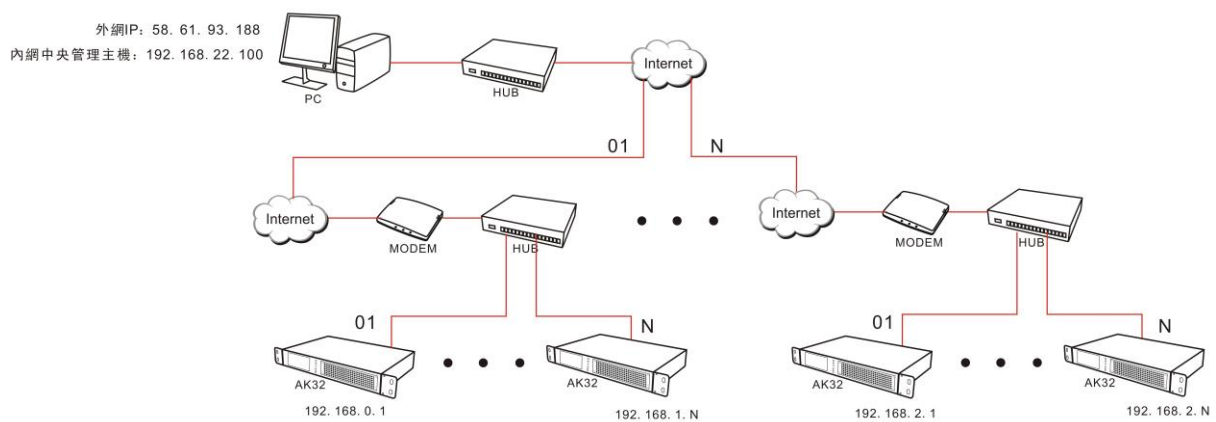 外網IP: 58. 61. 93. 188
內網中央管理主機: 192. 168. 22. 100
PC
HUB
Internet
01
N
Internet
MODEM
HUB
Internet
MODEM
HUB
01
N
01
N
AK32
AK32
AK32
AK32
192. 168. 0. 1
192. 168. 1. N
192. 168. 2. 1
192. 168. 2. N